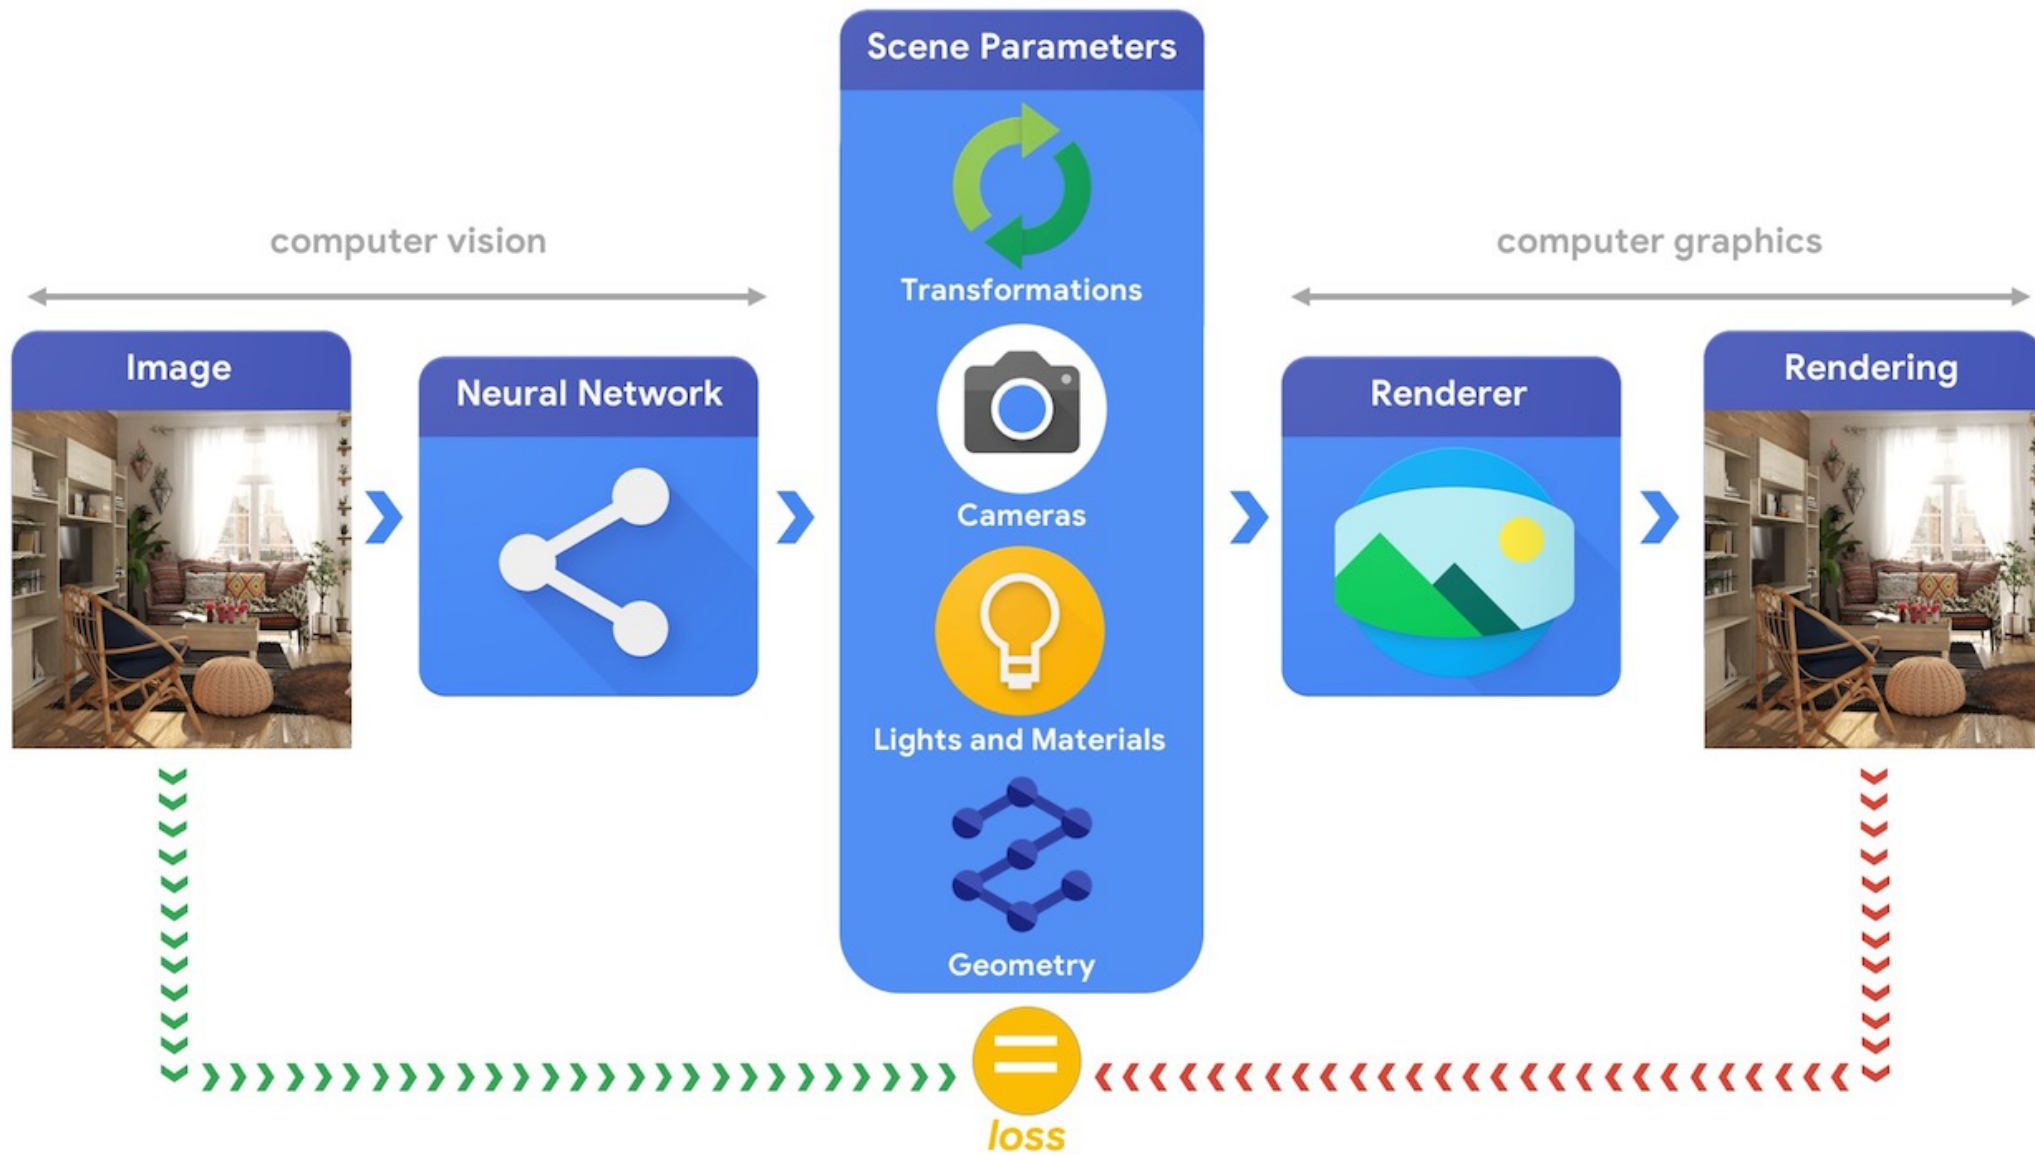 Scene Parameters
Transformations
computer vision
computer graphics
Image
Neural Network
Cameras
Renderer
Rendering
Lights and Materials
Geometry
loss